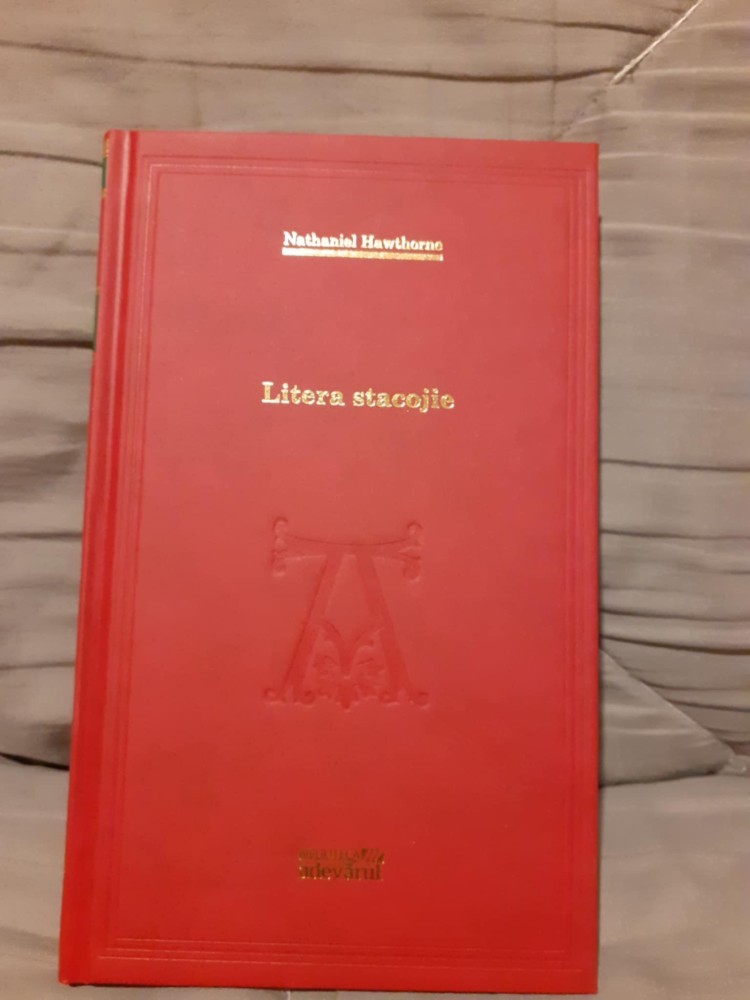 Nathaniel Hawthorne
Litera stacojie
A
adevărul